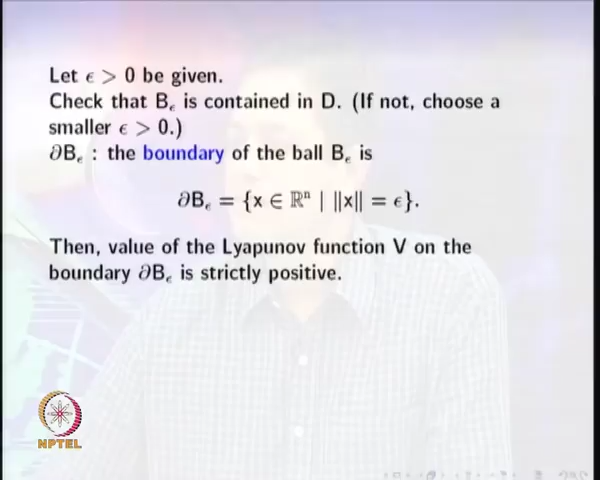 Let ϵ > 0 be given.
Check that B_ϵ is contained in D. (If not, choose a
smaller ϵ > 0.)
∂B_ϵ : the boundary of the ball B_ϵ is
∂B_ϵ = {x ∈ ℝⁿ | ||x|| = ϵ}.
Then, value of the Lyapunov function V on the
boundary ∂B_ϵ is strictly positive.
NPTEL